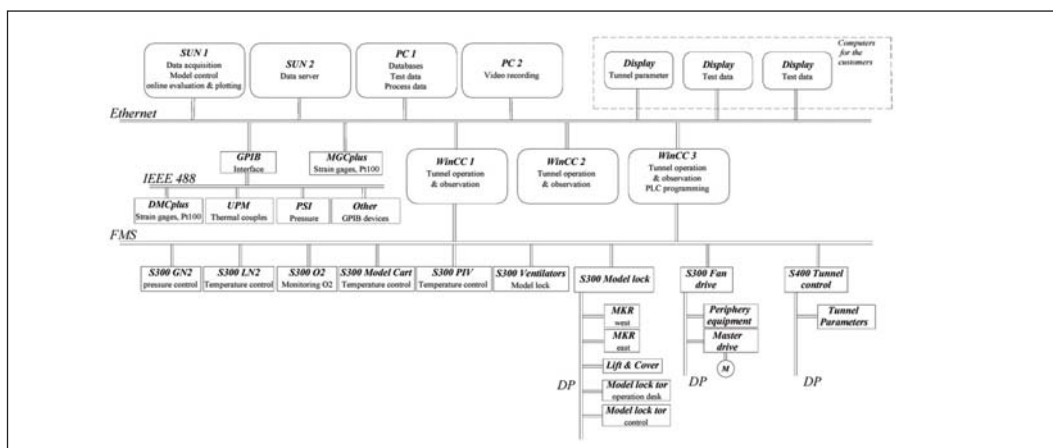 SUN 1
Data acquisition
Model control
online evaluation & plotting
SUN 2
Data server
PC 1
Databases
Test data
Process data
PC 2
Video recording
Computers
for the
customers
Display
Tunnel parameter
Display
Test data
Display
Test data
Ethernet
GPIB
Interface
MGCplus
Strain gages, Pt100
WinCC 1
Tunnel operation
& observation
WinCC 2
Tunnel operation
& observation
WinCC 3
Tunnel operation
& observation
PLC programming
IEEE 488
DMCplus
Strain gages, Pt100
UPM
Thermal couples
PSI
Pressure
Other
GPIB devices
FMS
S300 GN2
pressure control
S300 LN2
Temperature control
S300 O2
Monitoring O2
S300 Model Cart
Temperature control
S300 PIV
Temperature control
S300 Ventilators
Model lock
S300 Model lock
S300 Fan
drive
S400 Tunnel
control
MKR
west
MKR
east
Lift & Cover
Model lock tor
operation desk
Model lock tor
control
DP
Periphery
equipment
Master
drive
M
DP
Tunnel
Parameters
DP